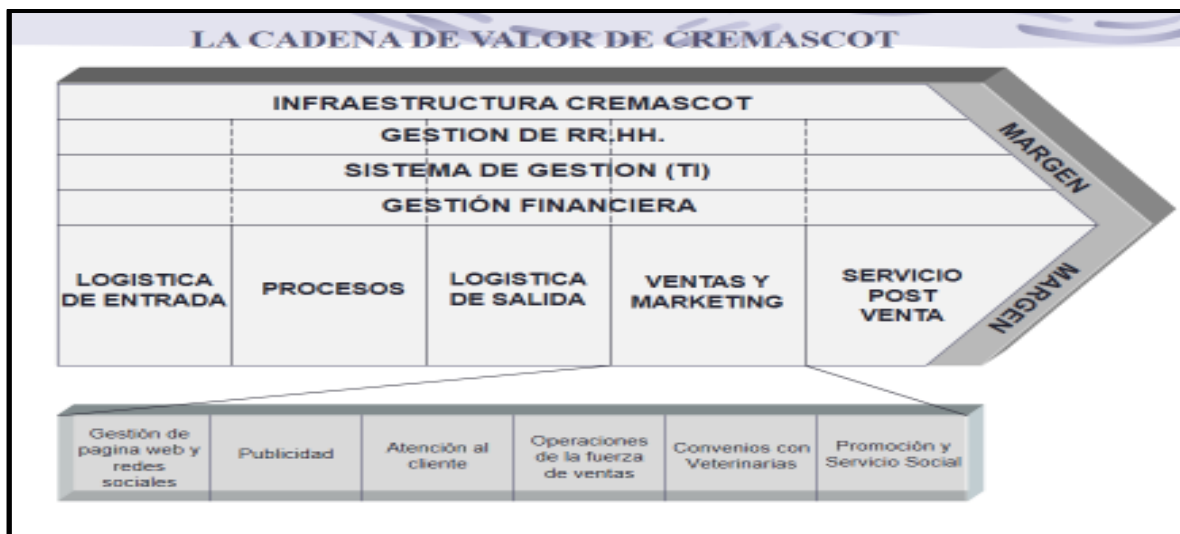 LA CADENA DE VALOR DE CREMASCOT
INFRAESTRUCTURA CREMASCOT
GESTION DE RR.HH.
SISTEMA DE GESTION (TI)
GESTIÓN FINANCIERA
MARGEN
LOGISTICA
DE ENTRADA
PROCESOS
LOGISTICA
DE SALIDA
VENTAS Y
MARKETING
SERVICIO
POST
VENTA
MARGEN
Gestión de
pagina web y
redes
sociales
Publicidad
Atención al
cliente
Operaciones
de la fuerza
de ventas
Convenios con
Veterinarias
Promoción y
Servicio Social